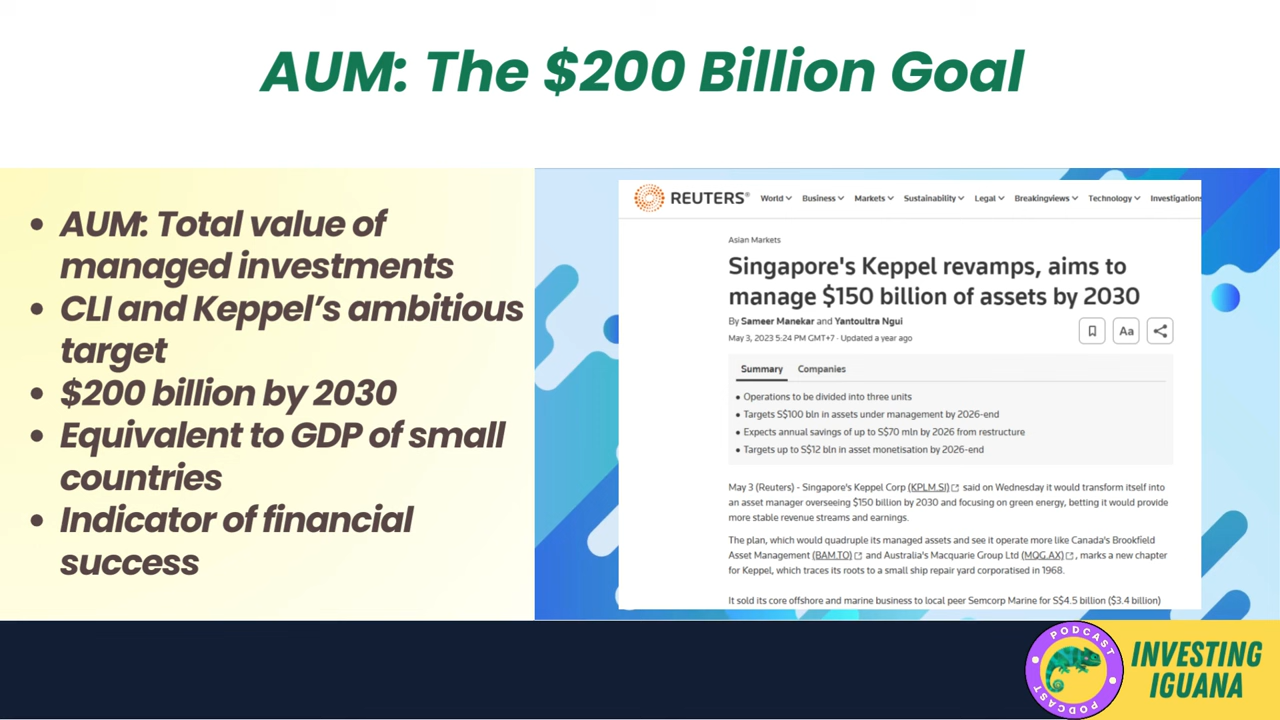 AUM: The $200 Billion Goal
• AUM: Total value of
managed investments
• CLI and Keppel’s ambitious
target
• $200 billion by 2030
• Equivalent to GDP of small
countries
• Indicator of financial
success
REUTERS®
World Business Markets Sustainability Legal Breakingviews Technology Investigations
Asian Markets
Singapore's Keppel revamps, aims to
manage $150 billion of assets by 2030
By Sameer Manekar and Yantoultra Ngui
May 3, 2023 5:24 PM GMT+7 · Updated a year ago
Aa
Summary Companies
• Operations to be divided into three units
• Targets S$100 bln in assets under management by 2026-end
• Expects annual savings of up to S$70 mln by 2026 from restructure
• Targets up to S$12 bln in asset monetisation by 2026-end
May 3 (Reuters) - Singapore's Keppel Corp (KPLM.SI) said on Wednesday it would transform itself into
an asset manager overseeing $150 billion by 2030 and focusing on green energy, betting it would provide
more stable revenue streams and earnings.
The plan, which would quadruple its managed assets and see it operate more like Canada's Brookfield
Asset Management (BAM.TO) and Australia's Macquarie Group Ltd (MQG.AX), marks a new chapter
for Keppel, which traces its roots to a small ship repair yard corporatised in 1968.
It sold its core offshore and marine business to local peer Semcorp Marine for S$4.5 billion ($3.4 billion)
PODCAST
PODCAST
INVESTING
IGUANA